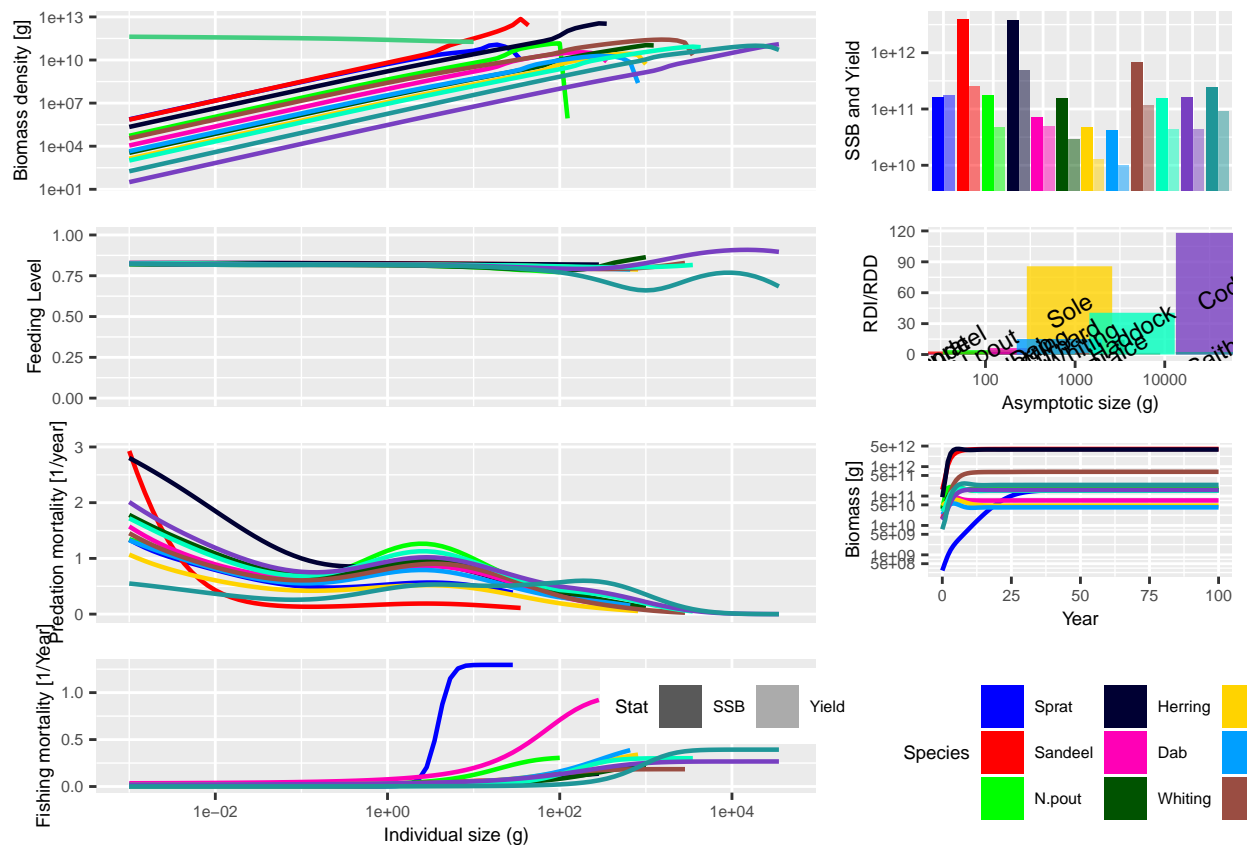 Biomass density [g]
1e+13
1e+10
1e+07
1e+04
1e+01
SSB and Yield
1e+12
1e+11
1e+10
Feeding Level
1.00
0.75
0.50
0.25
0.00
RDI/RDD
120
90
60
30
0
Sole
Cod
100
1000
10000
Asymptotic size (g)
Predation mortality [1/year]
3
2
1
0
Biomass [g]
5e+12
1e+12
5e+11
1e+11
5e+10
1e+10
5e+09
1e+09
5e+08
0
25
50
75
100
Year
Fishing mortality [1/Year]
1.0
0.5
0.0
1e−02
1e+00
1e+02
1e+04
Individual size (g)
Stat
SSB
Yield
Species
Sprat
Herring
Sandeel
Dab
N.pout
Whiting